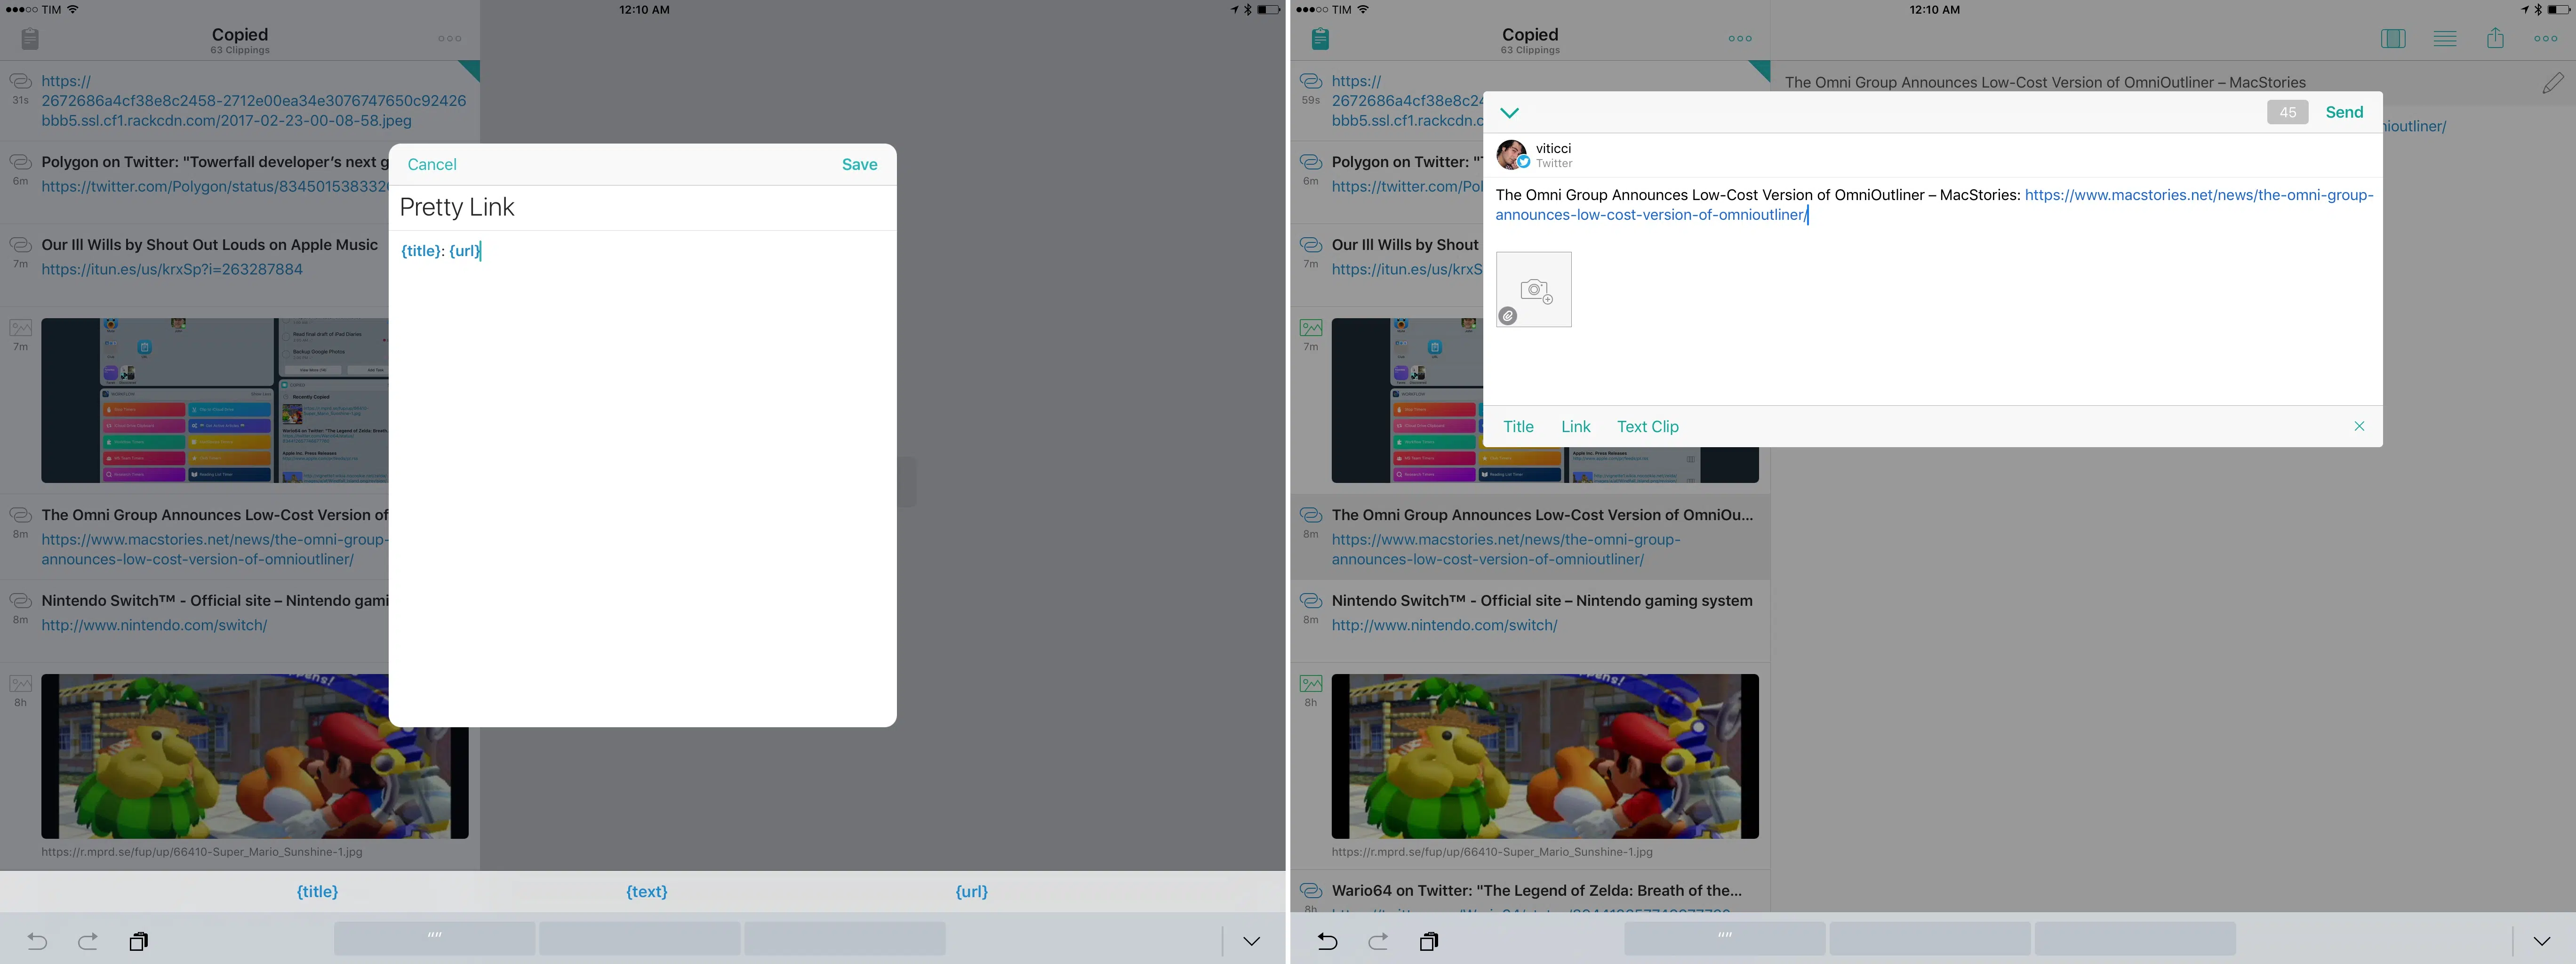 TIM
12:10 AM
Copied
63 Clippings
https://
2672686a4cf38e8c2458-2712e00ea34e3076747650c92426
bbb5.ssl.cf1.rackcdn.com/2017-02-23-00-08-58.jpeg
31s
Polygon on Twitter: "Towerfall developer's next g
https://twitter.com/Polygon/status/8345015383326
6m
Our Ill Wills by Shout Out Louds on Apple Music
https://itun.es/us/krxSp?i=263287884
7m
7m
The Omni Group Announces Low-Cost Version of
https://www.macstories.net/news/the-omni-group-
announces-low-cost-version-of-omnioutliner/
8m
Nintendo Switch™ - Official site – Nintendo gami
http://www.nintendo.com/switch/
8m
8h
https://r.mprd.se/fup/up/66410-Super_Mario_Sunshine-1.jpg
Cancel
Save
Pretty Link
{title}: {url}
{title}
{text}
{url}
""
TIM
12:10 AM
Copied
63 Clippings
https://
2672686a4cf38e8c24
bbb5.ssl.cf1.rackcdn.c
59s
Polygon on Twitter: "T
https://twitter.com/Pol
6m
Our Ill Wills by Shout
https://itun.es/us/krxS
7m
7m
The Omni Group Announces Low-Cost Version of OmniOu...
https://www.macstories.net/news/the-omni-group-
announces-low-cost-version-of-omnioutliner/
8m
Nintendo Switch™ - Official site – Nintendo gaming system
http://www.nintendo.com/switch/
8m
8h
https://r.mprd.se/fup/up/66410-Super_Mario_Sunshine-1.jpg
Wario64 on Twitter: "The Legend of Zelda: Breath of the...
8h
The Omni Group Announces Low-Cost Version of OmniOutliner – MacStories
nioutliner/
45
Send
viticci
Twitter
The Omni Group Announces Low-Cost Version of OmniOutliner – MacStories: https://www.macstories.net/news/the-omni-group-
announces-low-cost-version-of-omnioutliner/
Title
Link
Text Clip
""